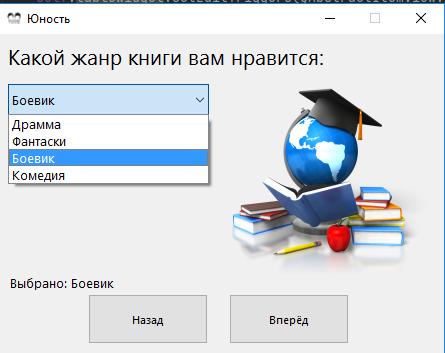 Юность
Какой жанр книги вам нравится:
Боевик
Драмма
Фантаски
Боевик
Комедия
Выбрано: Боевик
Назад
Вперёд